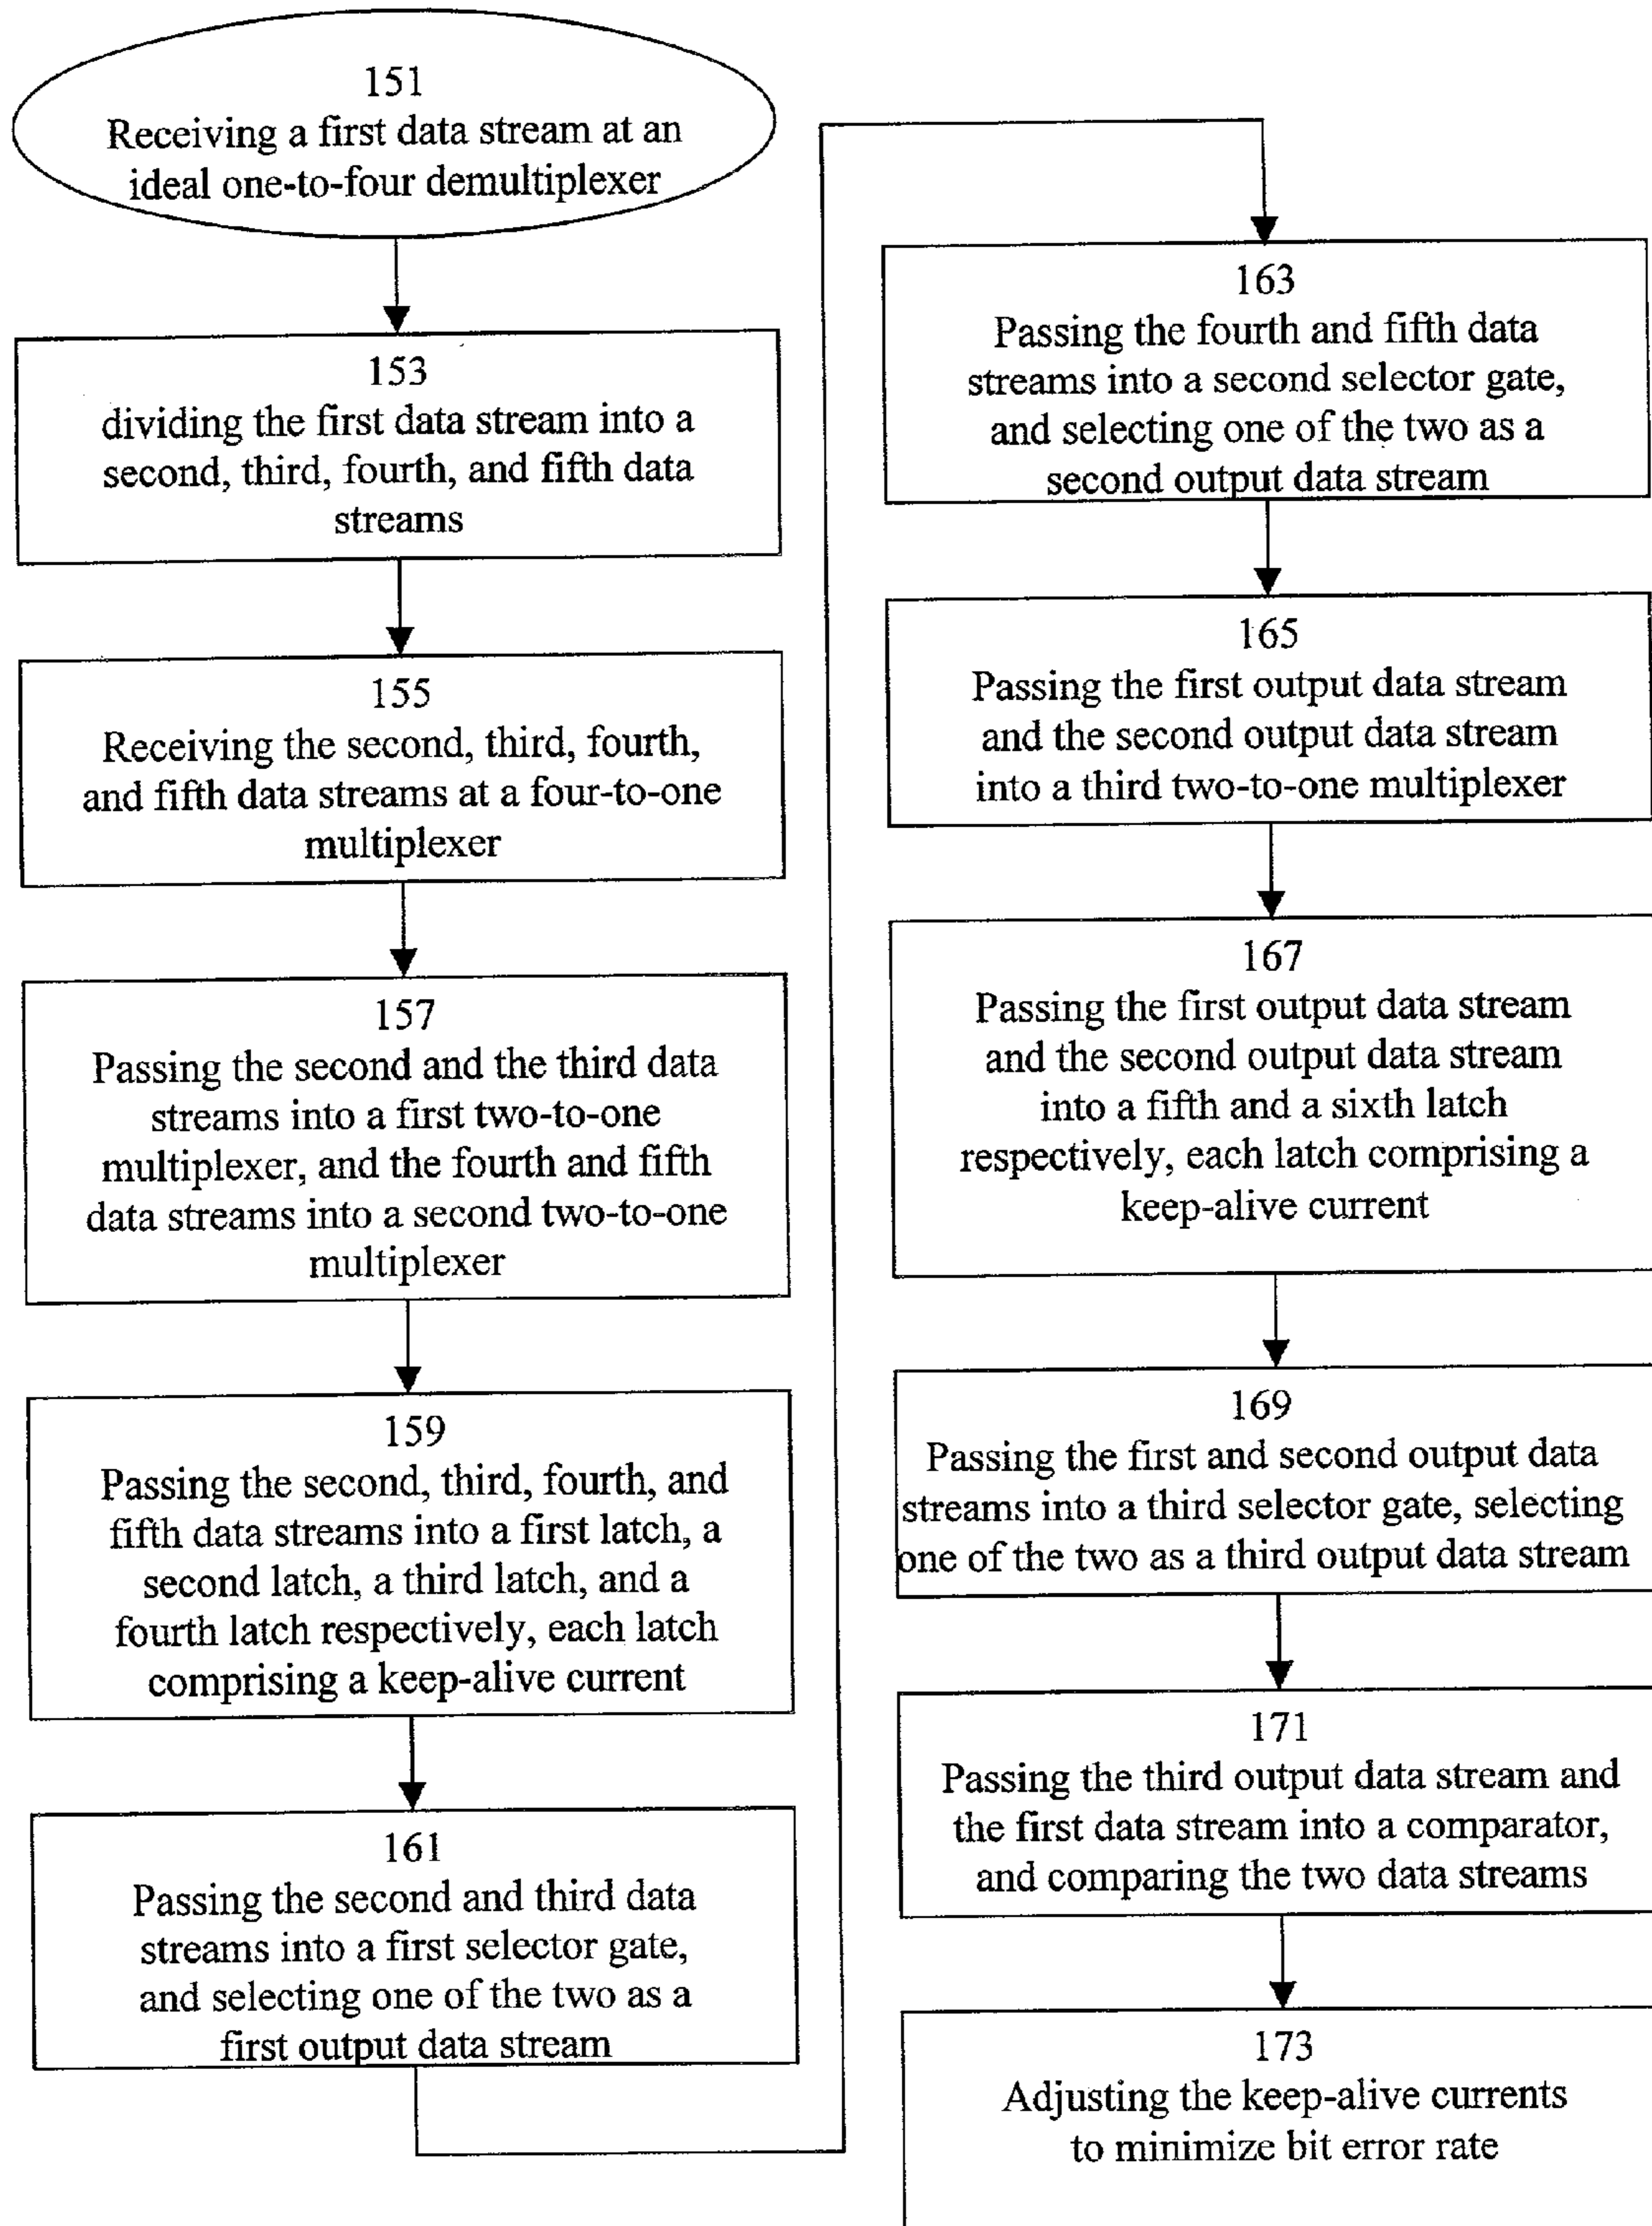 151
Receiving a first data stream at an
ideal one-to-four demultiplexer
153
dividing the first data stream into a
second, third, fourth, and fifth data
streams
155
Receiving the second, third, fourth,
and fifth data streams at a four-to-one
multiplexer
157
Passing the second and the third data
streams into a first two-to-one
multiplexer, and the fourth and fifth
data streams into a second two-to-one
multiplexer
159
Passing the second, third, fourth, and
fifth data streams into a first latch, a
second latch, a third latch, and a
fourth latch respectively, each latch
comprising a keep-alive current
161
Passing the second and third data
streams into a first selector gate,
and selecting one of the two as a
first output data stream
163
Passing the fourth and fifth data
streams into a second selector gate,
and selecting one of the two as a
second output data stream
165
Passing the first output data stream
and the second output data stream
into a third two-to-one multiplexer
167
Passing the first output data stream
and the second output data stream
into a fifth and a sixth latch
respectively, each latch comprising a
keep-alive current
169
Passing the first and second output data
streams into a third selector gate, selecting
one of the two as a third output data stream
171
Passing the third output data stream and
the first data stream into a comparator,
and comparing the two data streams
173
Adjusting the keep-alive currents
to minimize bit error rate